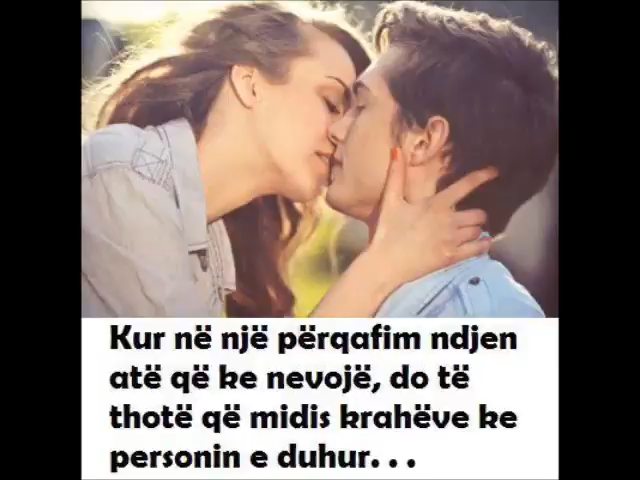 Kur në një përqafim ndjen
atë që ke nevojë, do të
thotë që midis krahëve ke
personin e duhur. . .